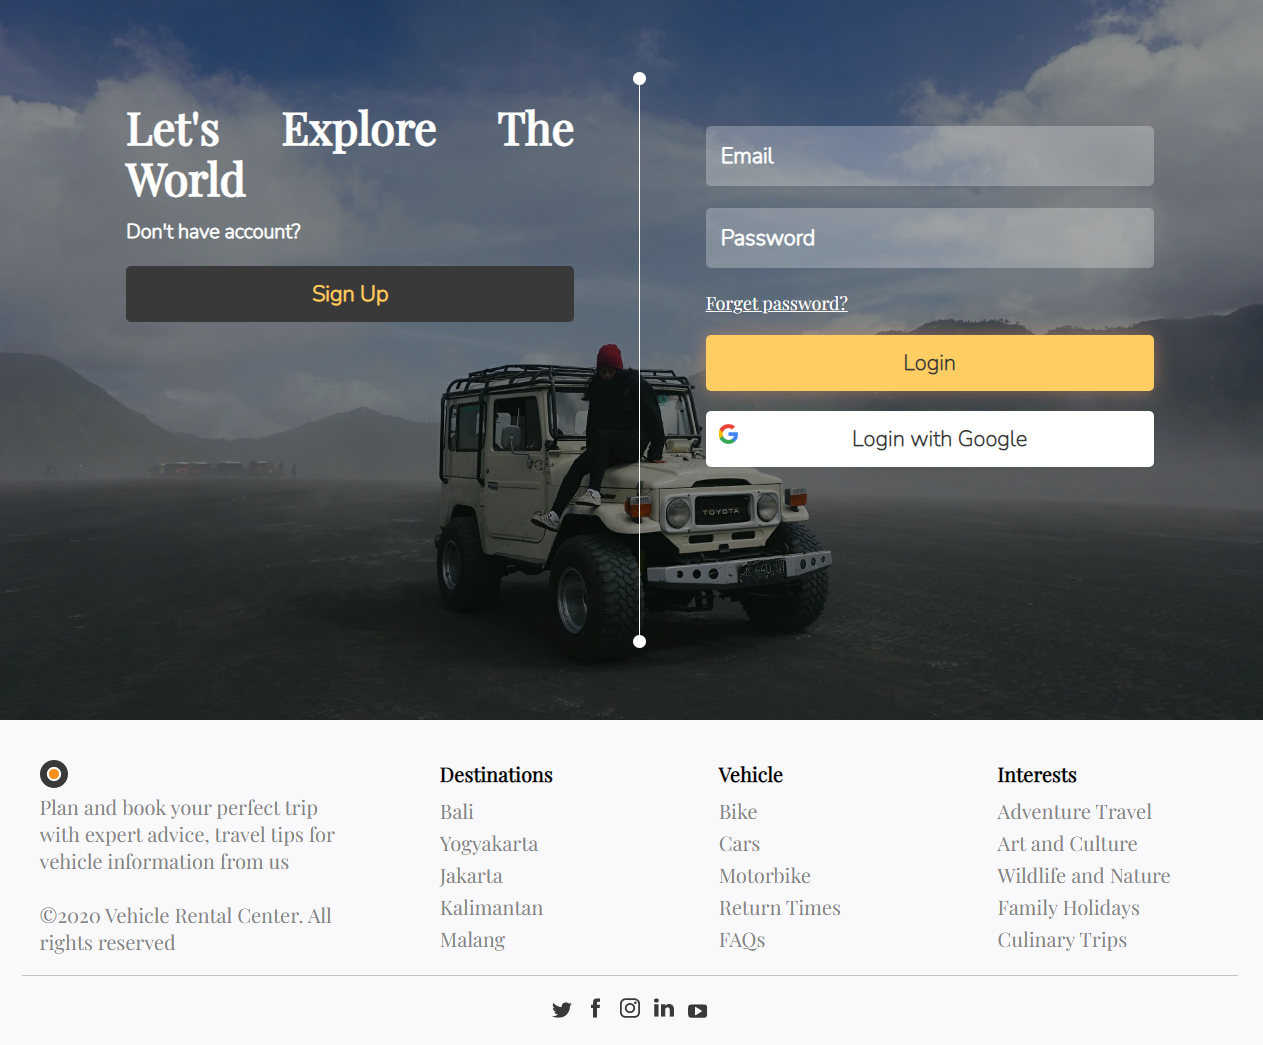 Let's Explore The
World
Don't have account?
Sign Up
Email
Password
Forget password?
Login
Login with Google
TOYOTA
Plan and book your perfect trip
with expert advice, travel tips for
vehicle information from us
©2020 Vehicle Rental Center. All
rights reserved
Destinations
Bali
Yogyakarta
Jakarta
Kalimantan
Malang
Vehicle
Bike
Cars
Motorbike
Return Times
FAQs
Interests
Adventure Travel
Art and Culture
Wildlife and Nature
Family Holidays
Culinary Trips